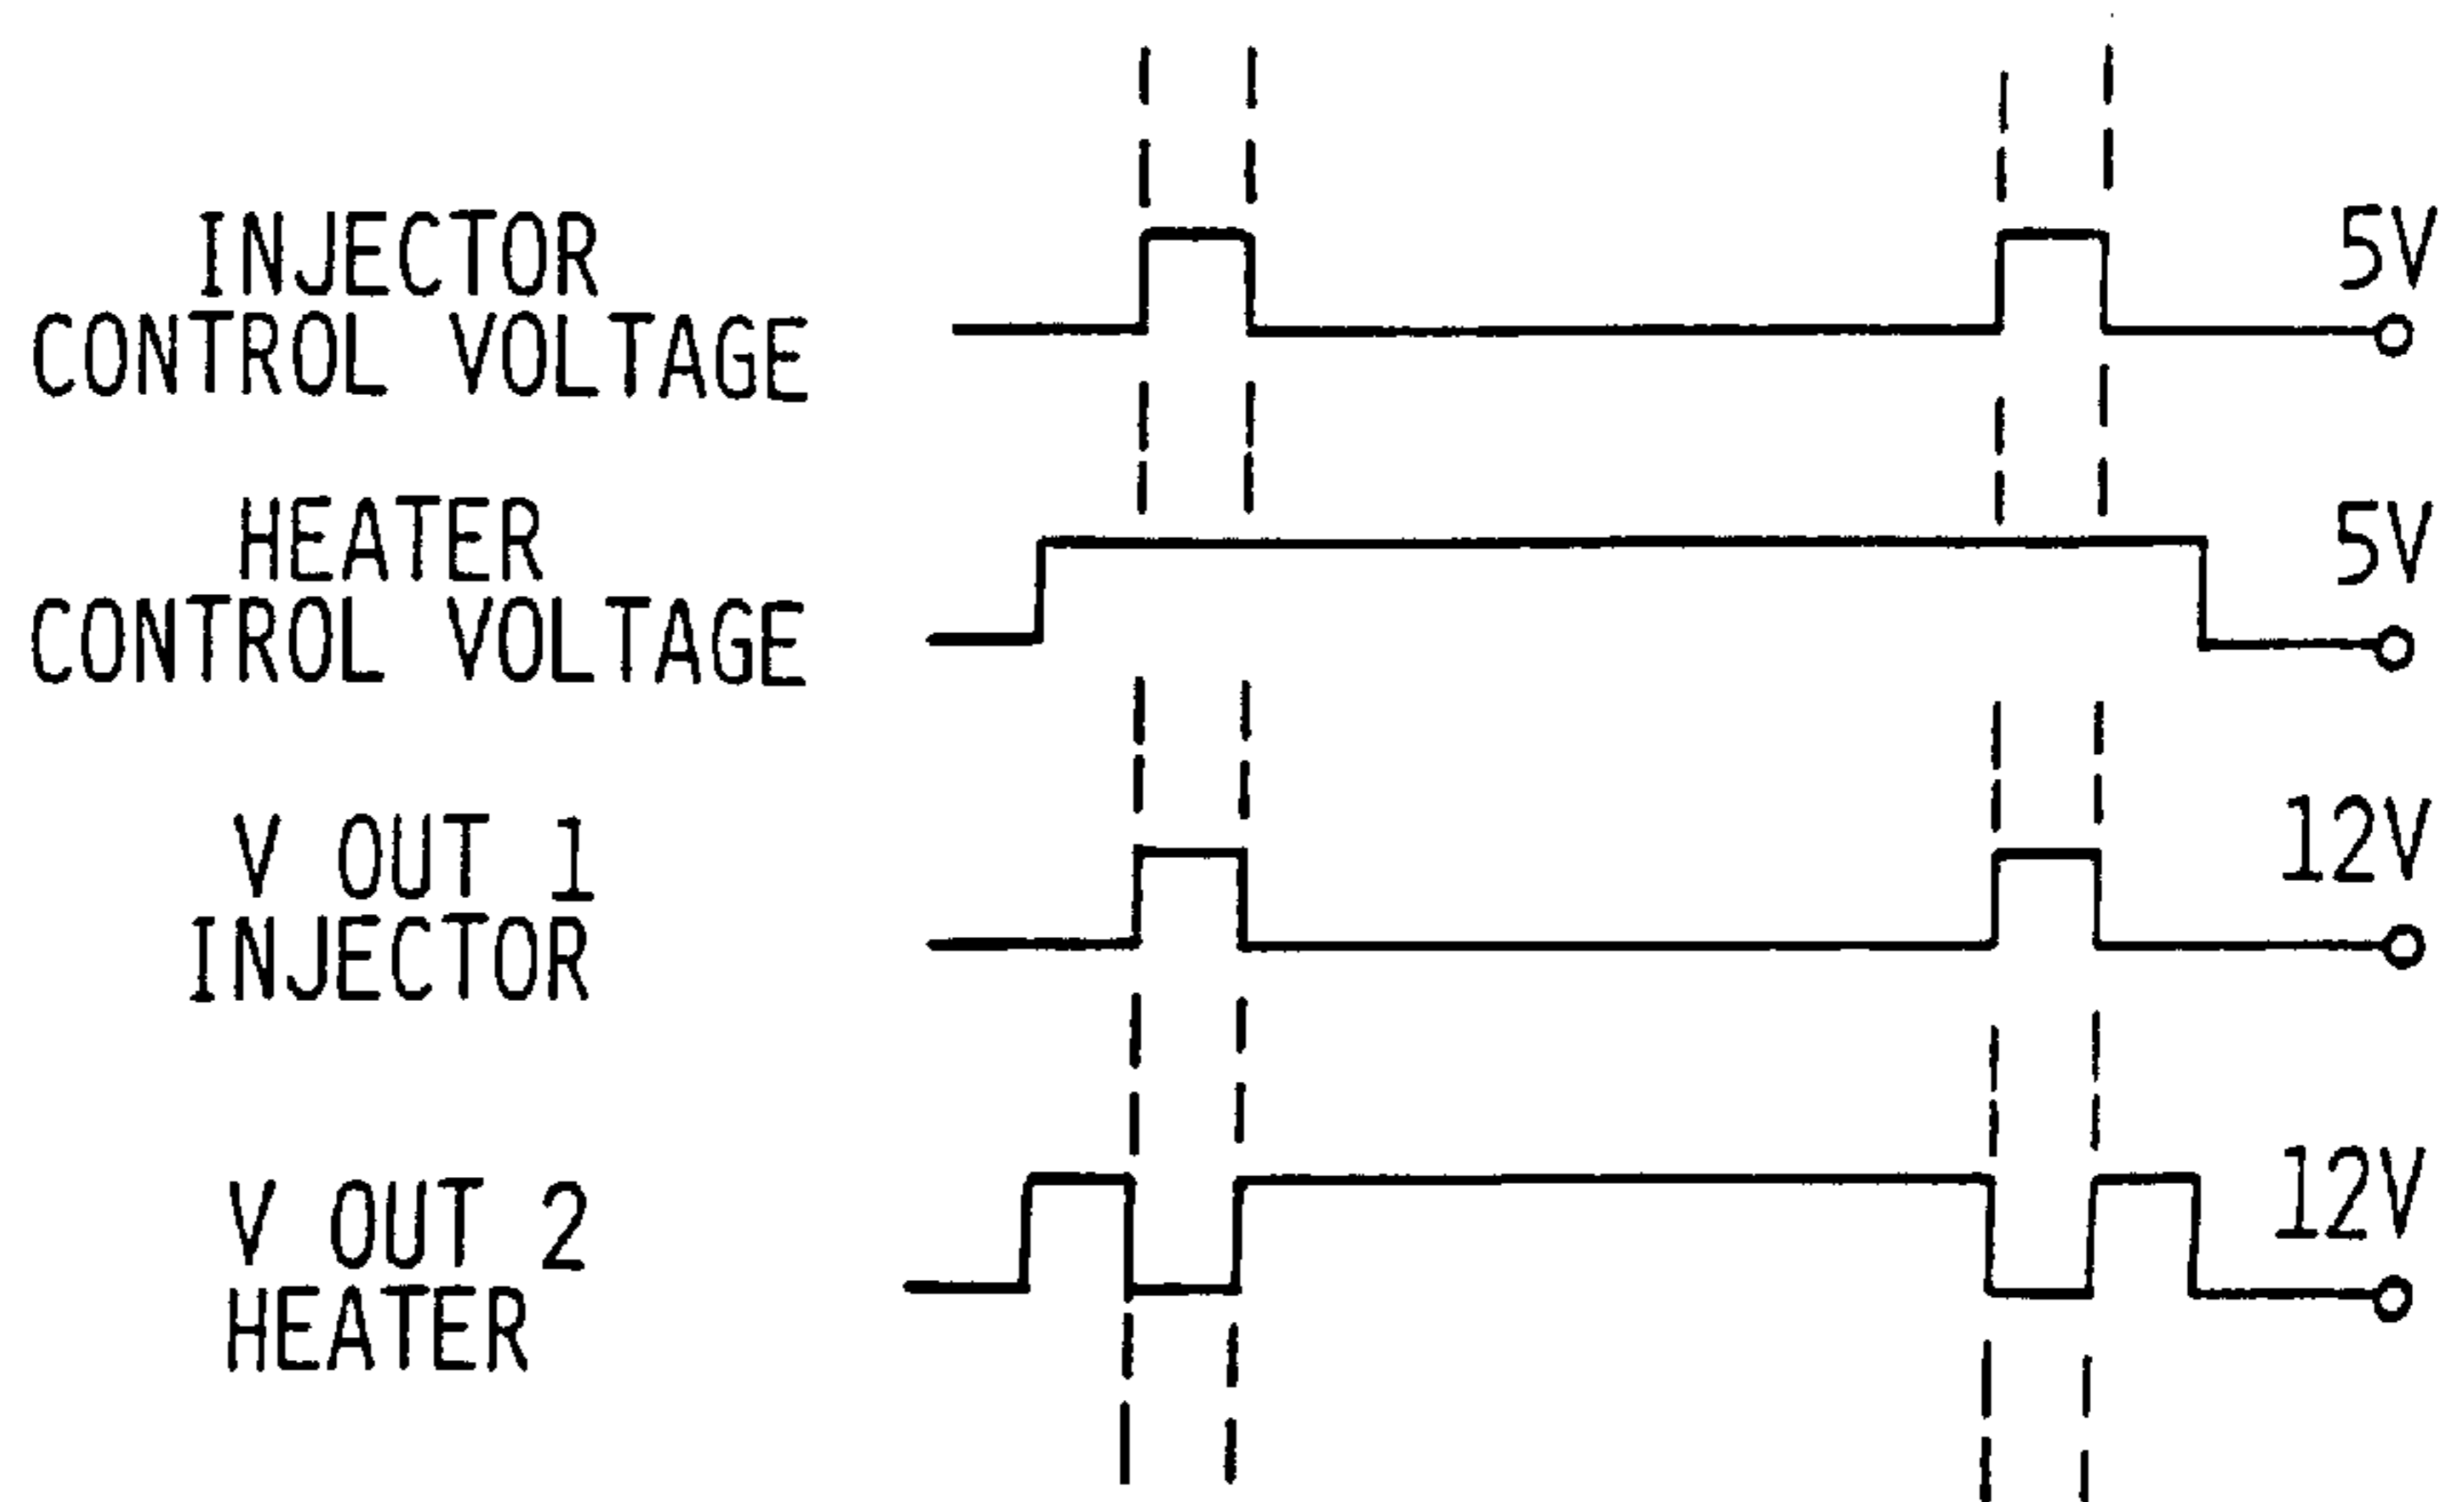 INJECTOR
CONTROL VOLTAGE
5V
HEATER
CONTROL VOLTAGE
5V
V OUT 1
INJECTOR
12V
V OUT 2
HEATER
12V